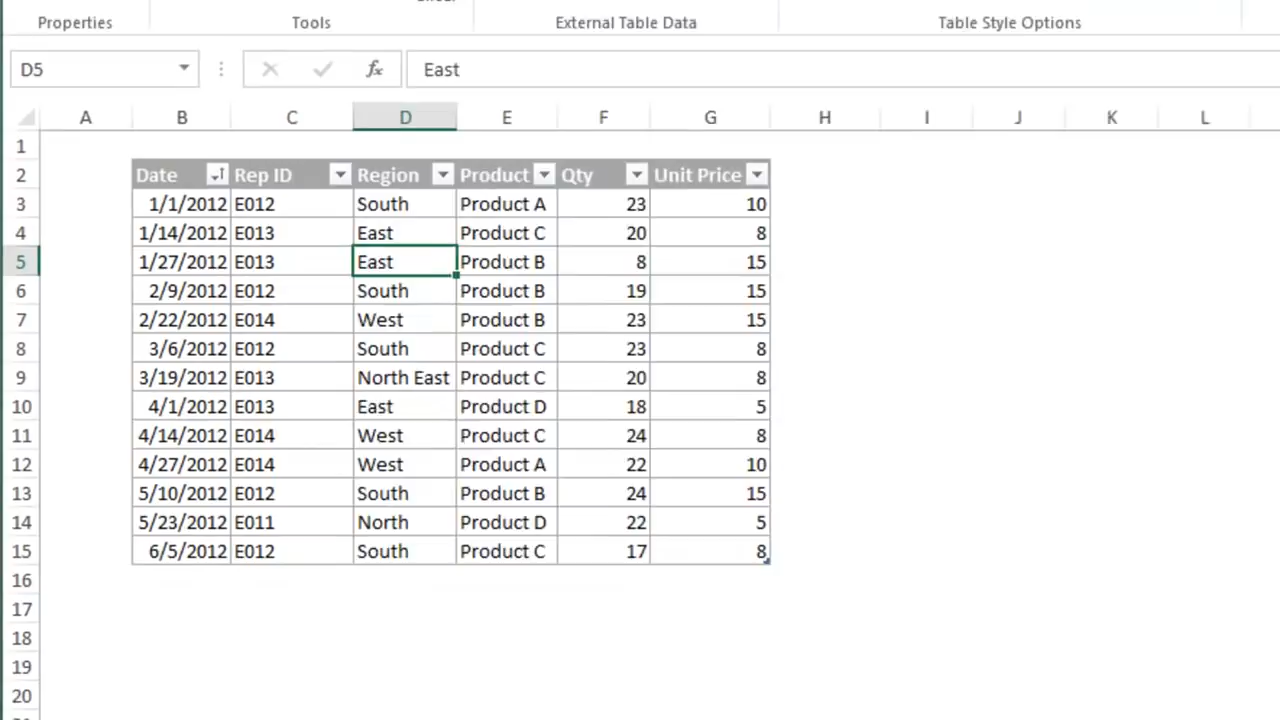 Properties Tools External Table Data Table Style Options
D5 fx East
A B C D E F G H I J K L
1
2 Date Rep ID Region Product Qty Unit Price
3 1/1/2012 E012 South Product A 23 10
4 1/14/2012 E013 East Product C 20 8
5 1/27/2012 E013 East Product B 8 15
6 2/9/2012 E012 South Product B 19 15
7 2/22/2012 E014 West Product B 23 15
8 3/6/2012 E012 South Product C 23 8
9 3/19/2012 E013 North East Product C 20 8
10 4/1/2012 E013 East Product D 18 5
11 4/14/2012 E014 West Product C 24 8
12 4/27/2012 E014 West Product A 22 10
13 5/10/2012 E012 South Product B 24 15
14 5/23/2012 E011 North Product D 22 5
15 6/5/2012 E012 South Product C 17 8
16
17
18
19
20